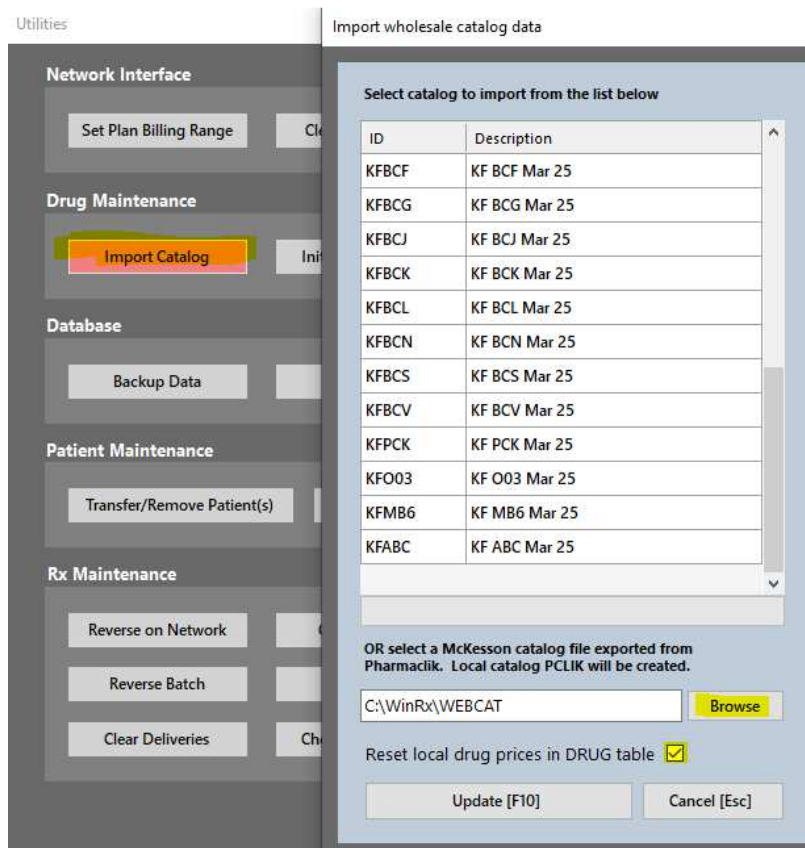 Utilities
Network Interface
Set Plan Billing Range
Drug Maintenance
Import Catalog
Database
Backup Data
Patient Maintenance
Transfer/Remove Patient(s)
Rx Maintenance
Reverse on Network
Reverse Batch
Clear Deliveries
Import wholesale catalog data
Select catalog to import from the list below
ID Description
KFBCF KF BCF Mar 25
KFBCG KF BCG Mar 25
KFBCJ KF BCJ Mar 25
KFBCK KF BCK Mar 25
KFBCL KF BCL Mar 25
KFBCN KF BCN Mar 25
KFBCS KF BCS Mar 25
KFBCV KF BCV Mar 25
KFPCK KF PCK Mar 25
KFO03 KF O03 Mar 25
KFMB6 KF MB6 Mar 25
KFABC KF ABC Mar 25
OR select a McKesson catalog file exported from
Pharmaclik. Local catalog PCLIK will be created.
C:\WinRx\WEBCAT Browse
Reset local drug prices in DRUG table
Update [F10] Cancel [Esc]